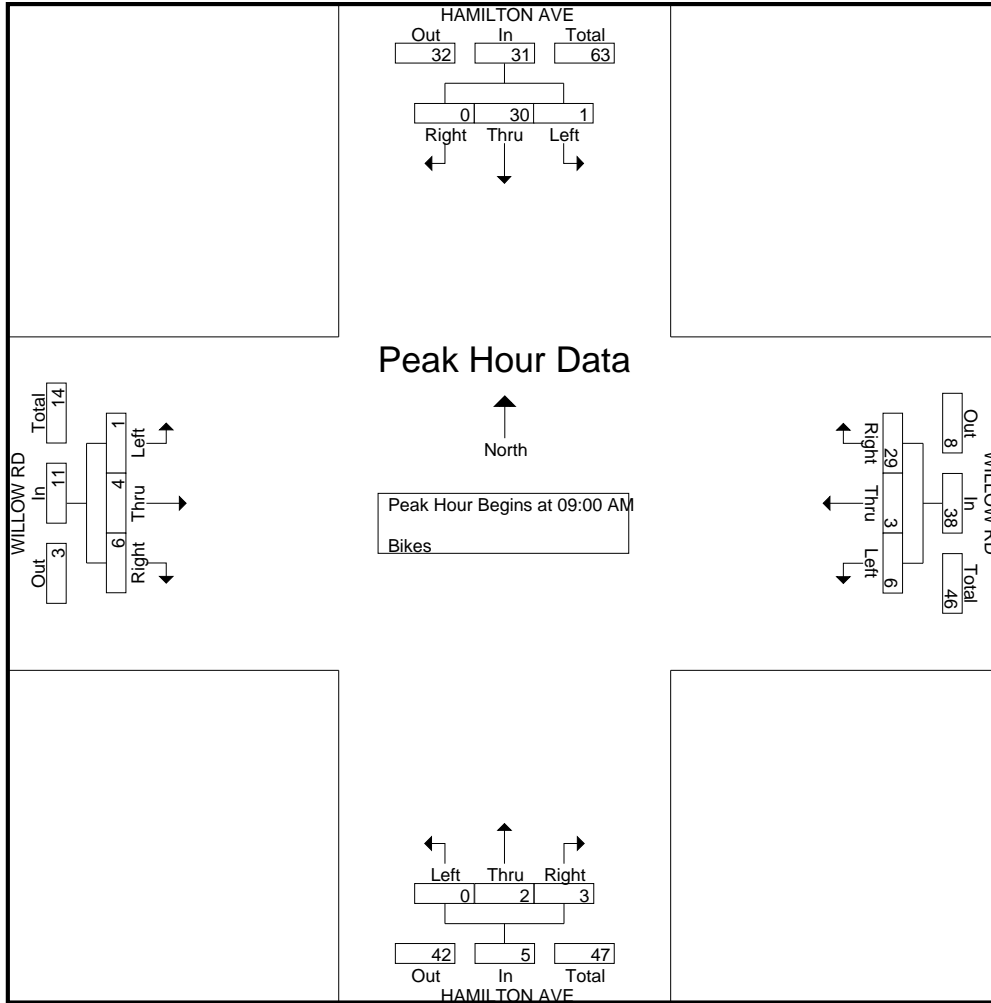 HAMILTON AVE
Out In Total
32 31 63
0 30 1
Right Thru Left
Peak Hour Data
North
Peak Hour Begins at 09:00 AM
Bikes
WILLOW RD
Total In Out
14 11 3
1 4 6
Left Thru Right
WILLOW RD
Out In Total
8 38 46
29 3 6
Right Thru Left
Left Thru Right
0 2 3
42 5 47
Out In Total
HAMILTON AVE